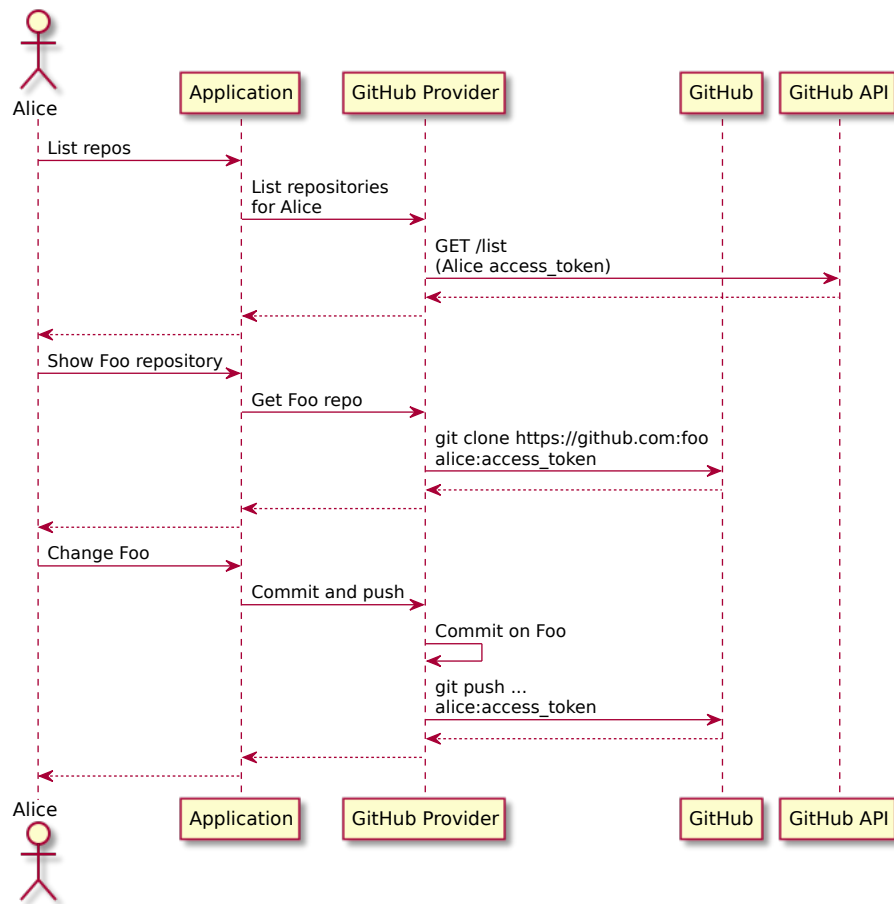 Alice
Application
GitHub Provider
GitHub
GitHub API
List repos
List repositories
for Alice
GET /list
(Alice access_token)
Show Foo repository
Get Foo repo
git clone https://github.com:foo
alice:access_token
Change Foo
Commit and push
Commit on Foo
git push ...
alice:access_token
Alice
Application
GitHub Provider
GitHub
GitHub API